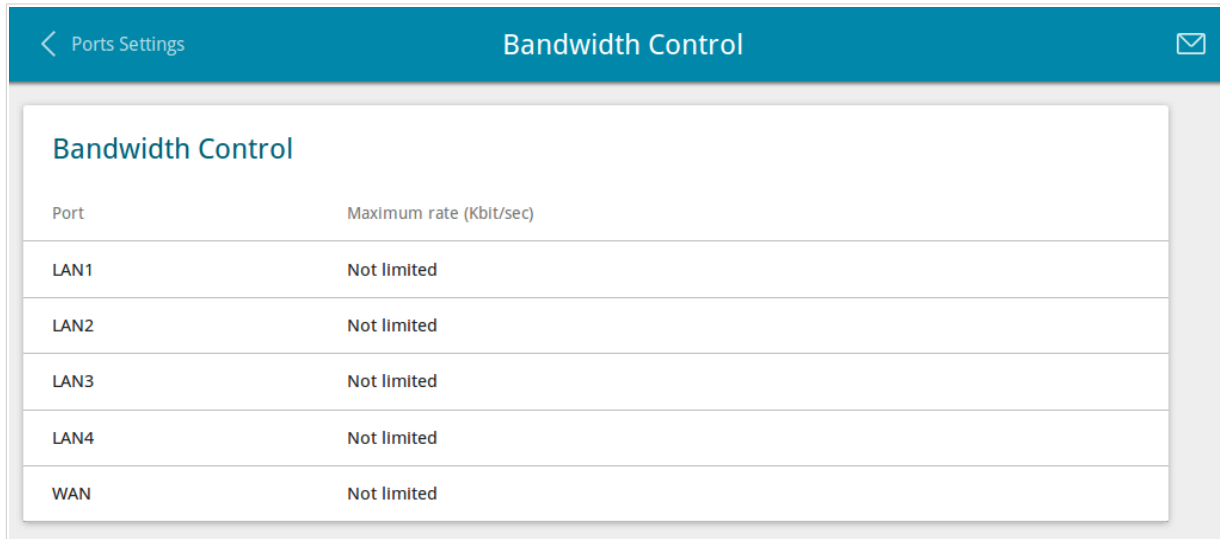 Ports Settings Bandwidth Control
Bandwidth Control
Port Maximum rate (Kbit/sec)
LAN1 Not limited
LAN2 Not limited
LAN3 Not limited
LAN4 Not limited
WAN Not limited